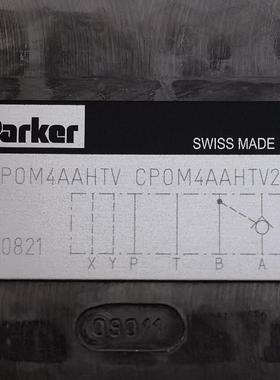 Parker
SWISS MADE
CPOM4AAHTV CPOM4AAHTV2
0821
X Y P T B A
09011